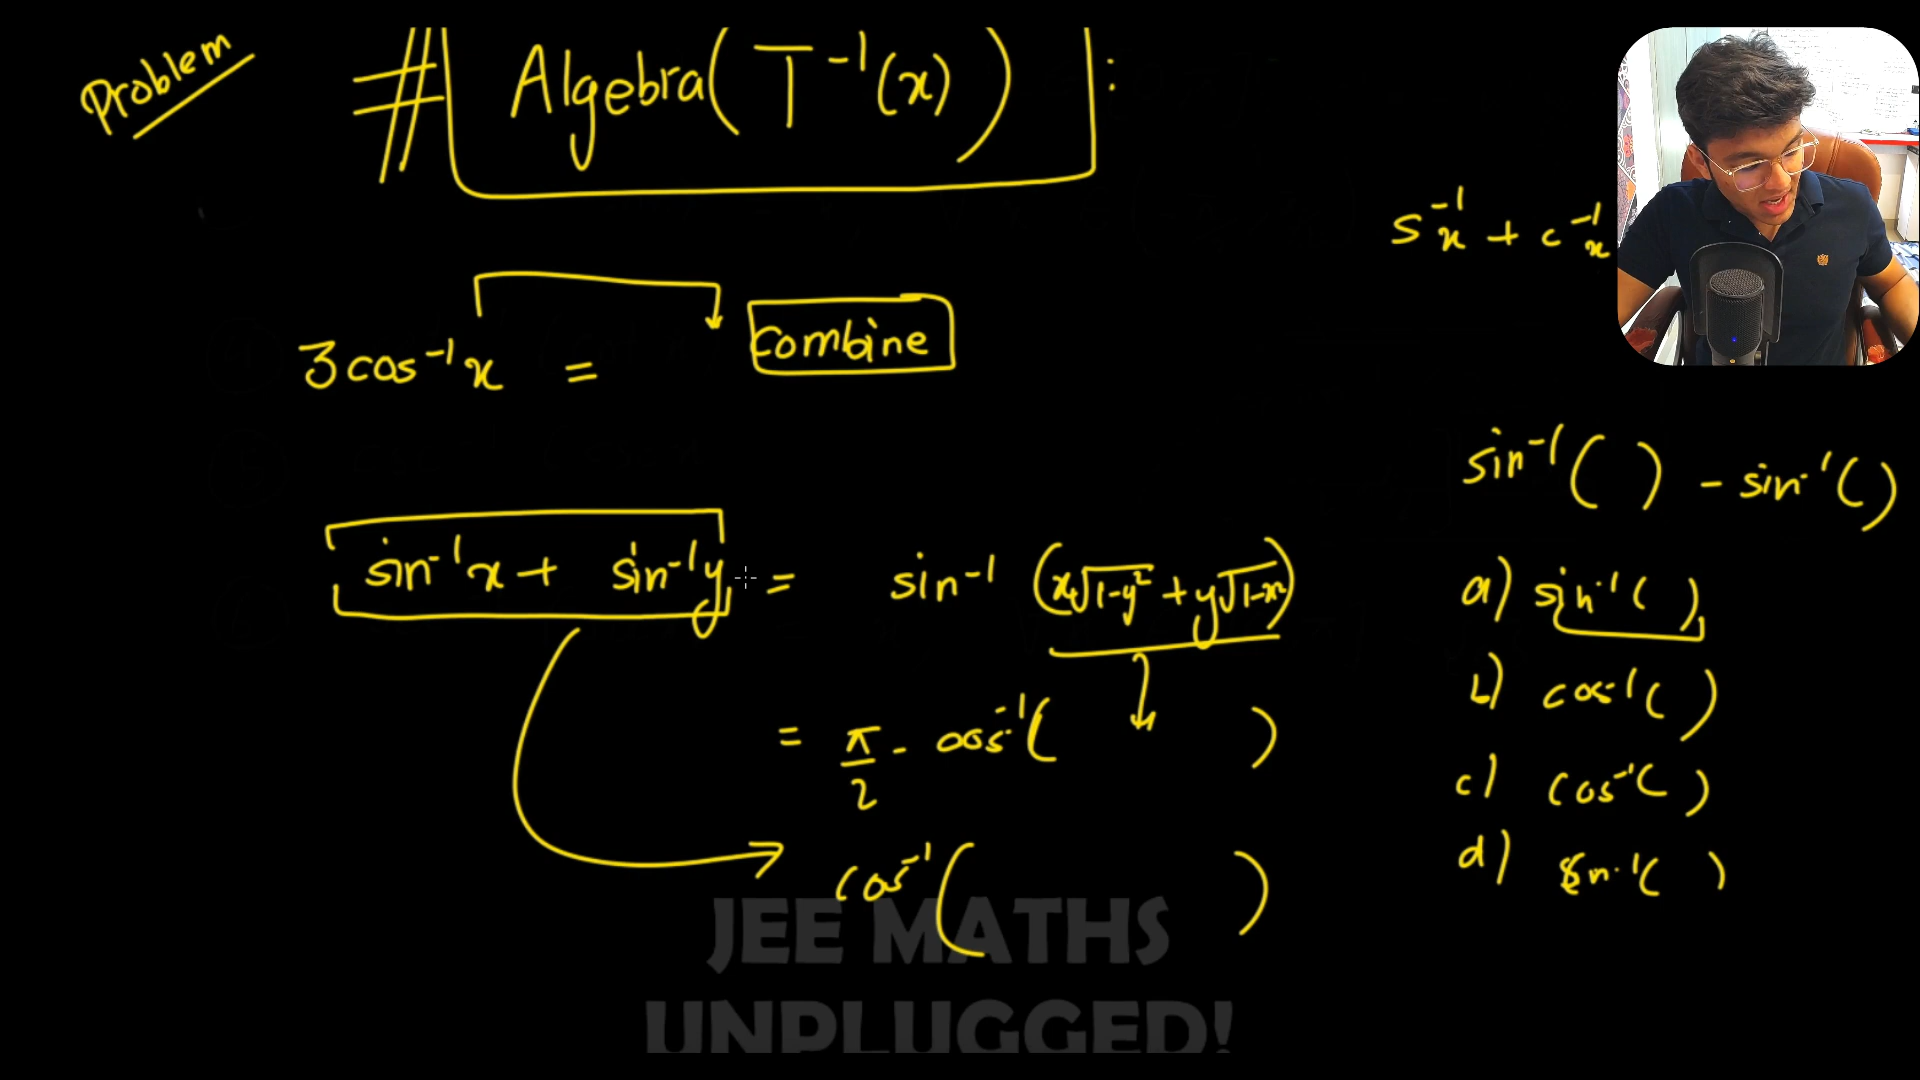 Problem
# Algebra(T⁻¹(x)) :
s⁻¹x + c⁻¹x
3cos⁻¹x = combine
sin⁻¹( ) - sin⁻¹( )
sin⁻¹x + sin⁻¹y = sin⁻¹(x√1-y² + y√1-x²)
= π/2 - cos⁻¹( )
cos⁻¹( )
a) sin⁻¹( )
b) cos⁻¹( )
c) cos⁻¹( )
d) sin⁻¹( )
JEE MATHS
UNPLUGGED!